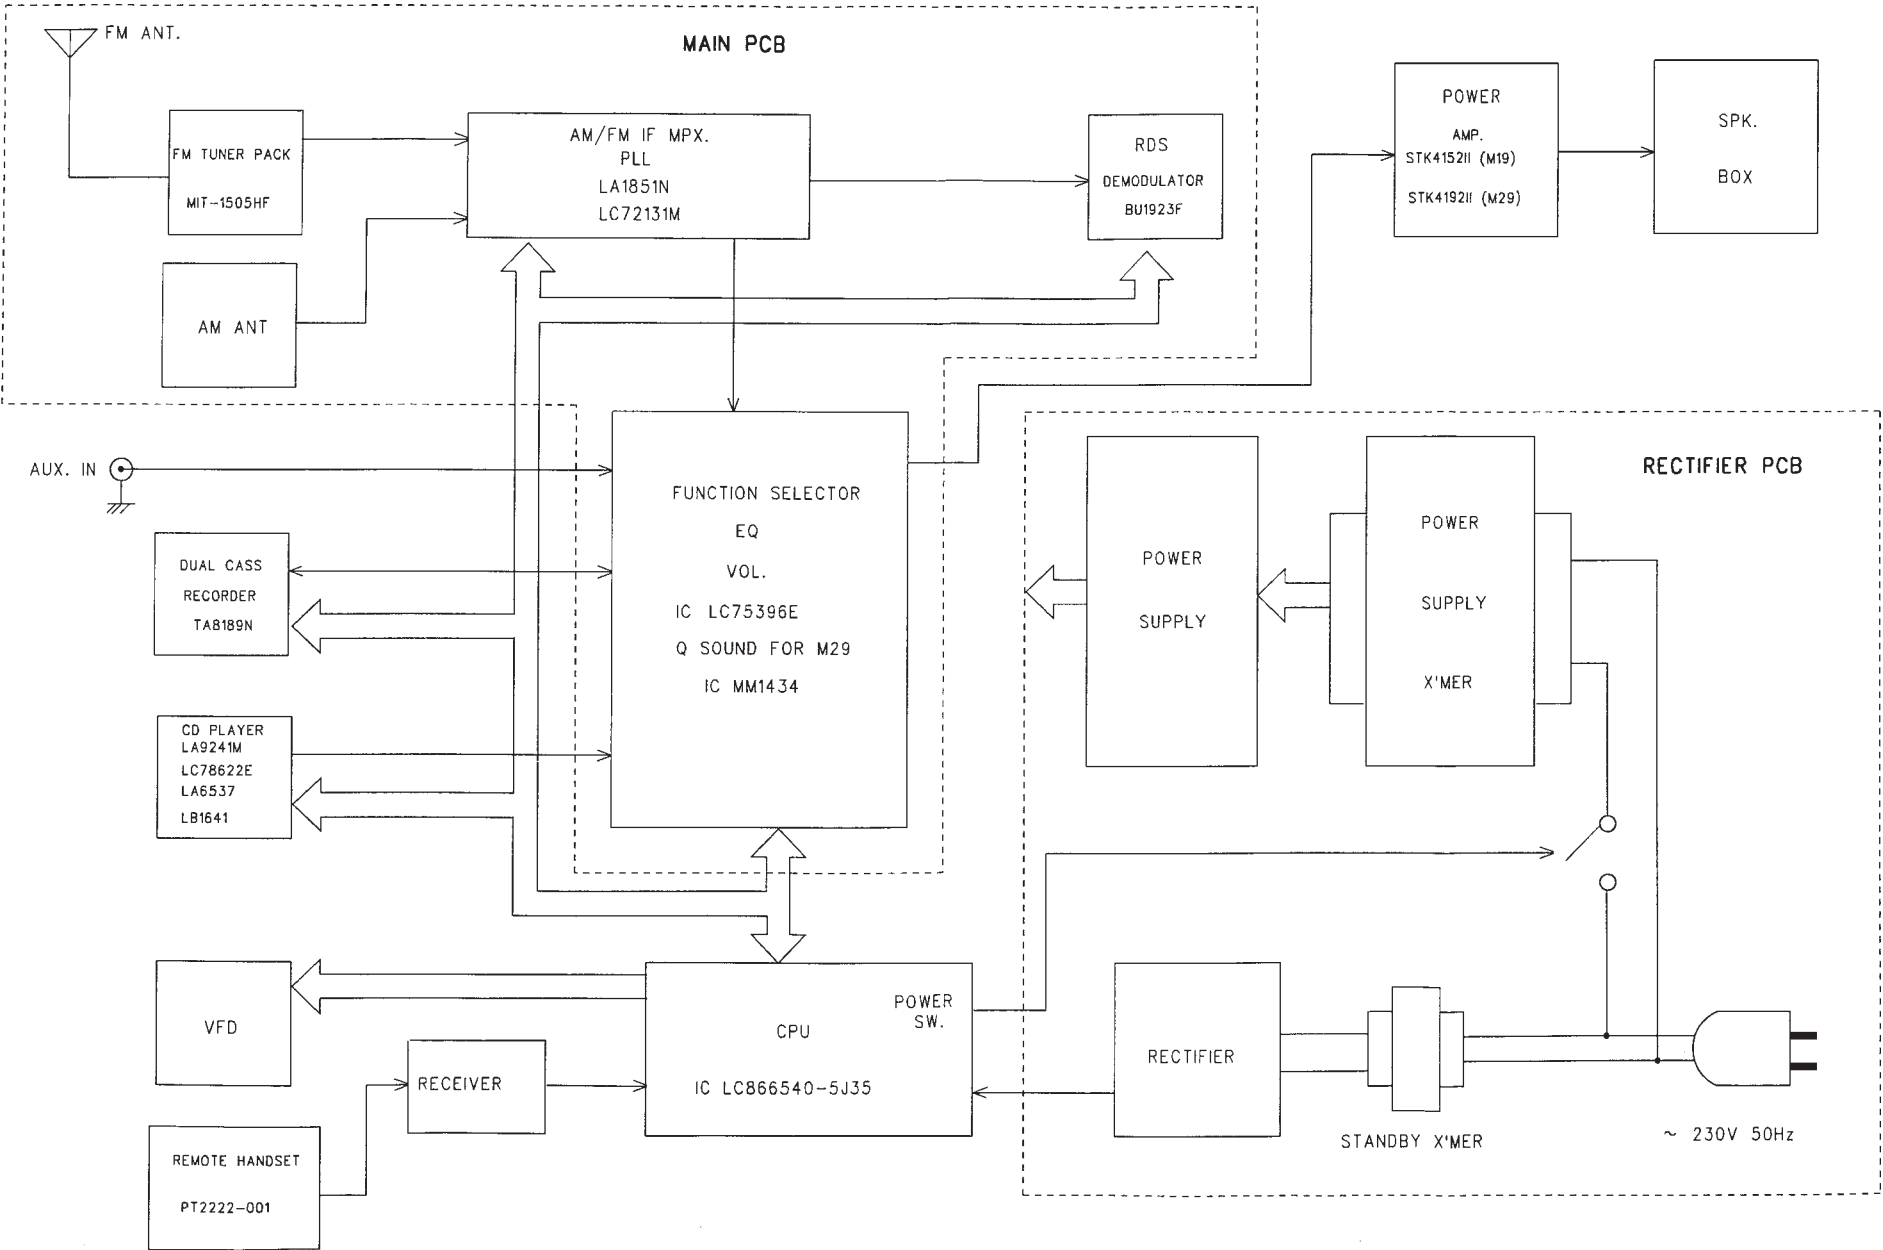 FM ANT.
MAIN PCB
FM TUNER PACK
MIT-1505HF
AM/FM IF MPX.
PLL
LA1851N
LC72131M
RDS
DEMODULATOR
BU1923F
POWER
AMP.
STK4152II (M19)
STK4192II (M29)
SPK.
BOX
AM ANT
AUX. IN
DUAL CASS
RECORDER
TA8189N
CD PLAYER
LA9241M
LC78622E
LA6537
LB1641
FUNCTION SELECTOR
EQ
VOL.
IC LC75396E
Q SOUND FOR M29
IC MM1434
RECTIFIER PCB
POWER
SUPPLY
POWER
SUPPLY
X'MER
VFD
RECEIVER
REMOTE HANDSET
PT2222-001
POWER
SW.
CPU
IC LC866540-5J35
RECTIFIER
STANDBY X'MER
~ 230V 50Hz